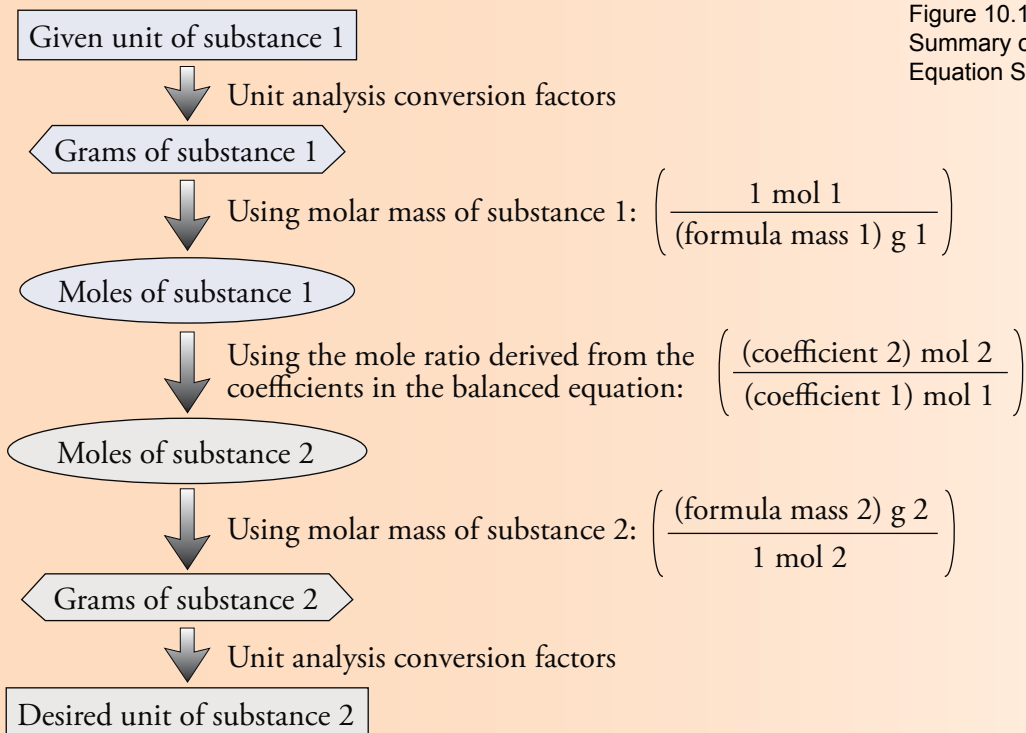 Figure 10.1
Summary o
Equation S
Given unit of substance 1
Unit analysis conversion factors
Grams of substance 1
Using molar mass of substance 1: ( 1 mol 1 / (formula mass 1) g 1 )
Moles of substance 1
Using the mole ratio derived from the
coefficients in the balanced equation: ( (coefficient 2) mol 2 / (coefficient 1) mol 1 )
Moles of substance 2
Using molar mass of substance 2: ( (formula mass 2) g 2 / 1 mol 2 )
Grams of substance 2
Unit analysis conversion factors
Desired unit of substance 2